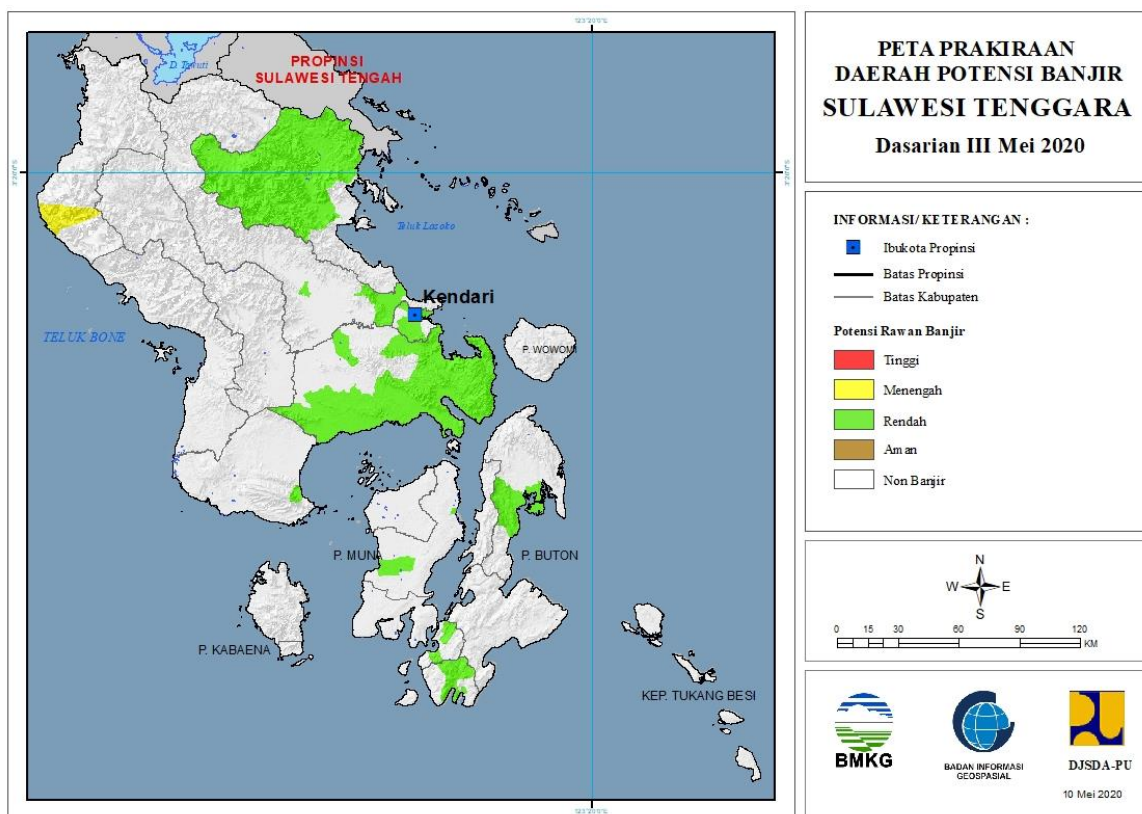 PROPINSI
SULAWESI TENGAH
Teluk Lasolo
Kendari
TELUK BONE
P. WOWONI
P. MUNA
P. BUTON
P. KABAENA
KEP. TUKANG BESI
PETA PRAKIRAAN
DAERAH POTENSI BANJIR
SULAWESI TENGGARA
Dasarian III Mei 2020
INFORMASI/ KETERANGAN :
Ibukota Propinsi
Batas Propinsi
Batas Kabupaten
Potensi Rawan Banjir
Tinggi
Menengah
Rendah
Aman
Non Banjir
N
W E
S
0 15 30 60 90 120
KM
BMKG
BADAN INFORMASI
GEOSPASIAL
DJSDA-PU
10 Mei 2020